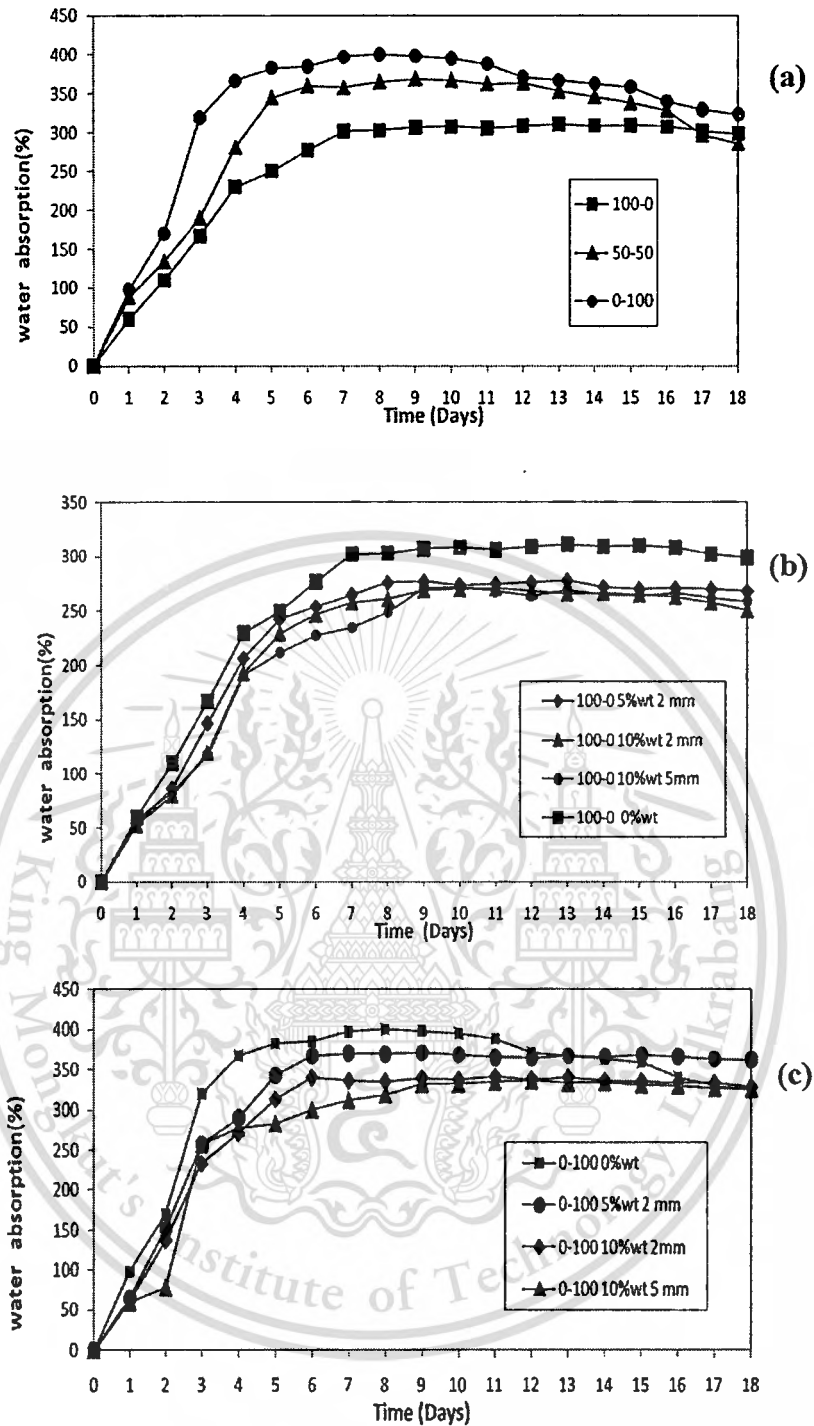 450
400
350
300
250
200
150
100
50
0
water absorption(%)
0 1 2 3 4 5 6 7 8 9 10 11 12 13 14 15 16 17 18
Time (Days)
100-0
50-50
0-100
(a)
350
300
250
200
150
100
50
0
water absorption(%)
0 1 2 3 4 5 6 7 8 9 10 11 12 13 14 15 16 17 18
Time (Days)
100-0 5%wt 2 mm
100-0 10%wt 2 mm
100-0 10%wt 5mm
100-0 0%wt
(b)
450
400
350
300
250
200
150
100
50
0
water absorption(%)
0 1 2 3 4 5 6 7 8 9 10 11 12 13 14 15 16 17 18
Time (Days)
0-100 0%wt
0-100 5%wt 2 mm
0-100 10%wt 2mm
0-100 10%wt 5 mm
(c)
King Mongkut's Institute of Technology Ladkrabang